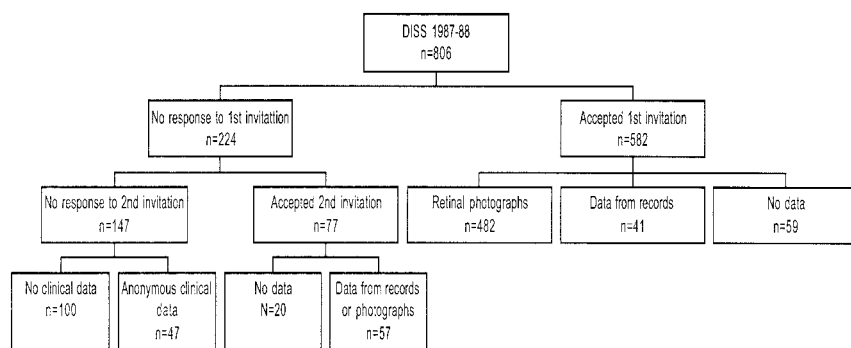 DISS 1987-88
n=806
No response to 1st invitattion
n=224
Accepted 1st invitation
n=582
No response to 2nd invitation
n=147
Accepted 2nd invitation
n=77
Retinal photographs
n=482
Data from records
n=41
No data
n=59
No clinical data
n=100
Anonymous clinical
data
n=47
No data
N=20
Data from records
or photographs
n=57